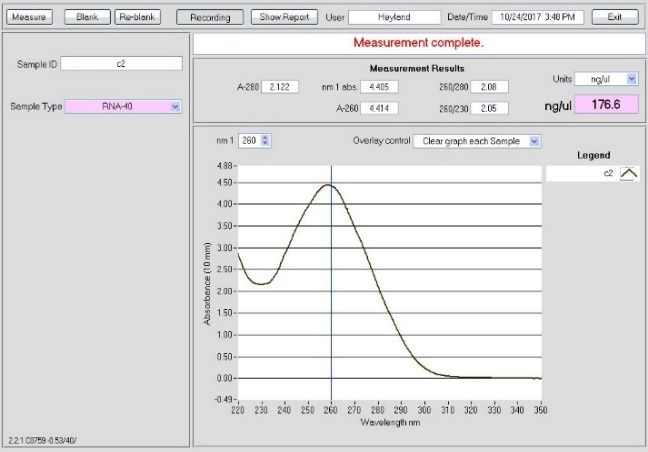 Measure Blank Re-blank Recording Show Report User Heyland Date/Time 10/24/2017 3:48 PM Exit
Measurement complete.
Sample ID c2
Sample Type RNA-40
Measurement Results
A-280 2.122 nm 1 abs. 4.405 260/280 2.08 Units ng/ul
A-260 4.414 260/230 2.05 ng/ul 176.6
nm 1 260 Overlay control Clear graph each Sample
Legend
c2
4.88
4.50
4.00
3.50
3.00
2.50
2.00
1.50
1.00
0.50
0.00
-0.49
Absorbance (10 mm)
220 230 240 250 260 270 280 290 300 310 320 330 340 350
Wavelength nm
2.2.1 C0759 -0.53/40/